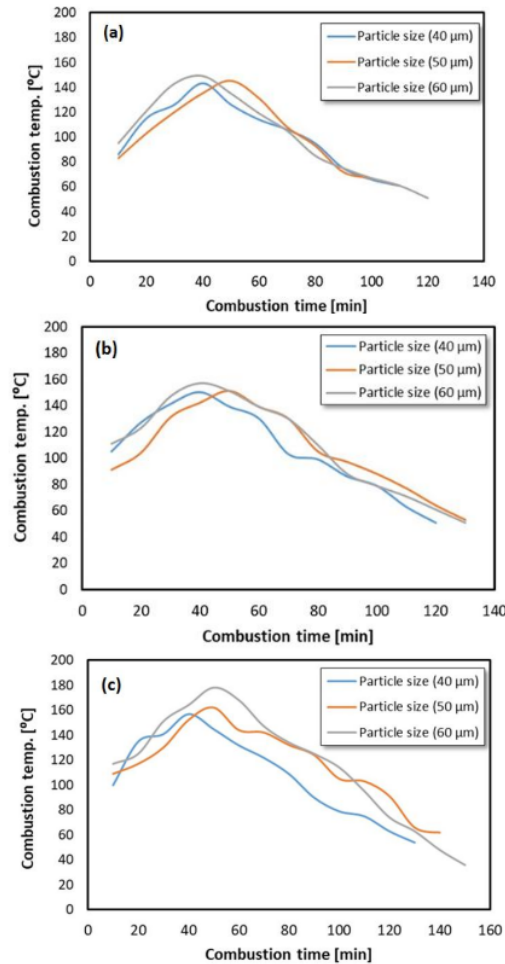 (a)
Combustion temp. [°C]
200
180
160
140
120
100
80
60
40
20
0
Particle size (40 µm)
Particle size (50 µm)
Particle size (60 µm)
0 20 40 60 80 100 120 140
Combustion time [min]
(b)
Combustion temp. [°C]
200
180
160
140
120
100
80
60
40
20
0
Particle size (40 µm)
Particle size (50 µm)
Particle size (60 µm)
0 20 40 60 80 100 120 140
Combustion time [min]
(c)
Combustion temp. [°C]
200
180
160
140
120
100
80
60
40
20
0
Particle size (40 µm)
Particle size (50 µm)
Particle size (60 µm)
0 20 40 60 80 100 120 140 160
Combustion time [min]